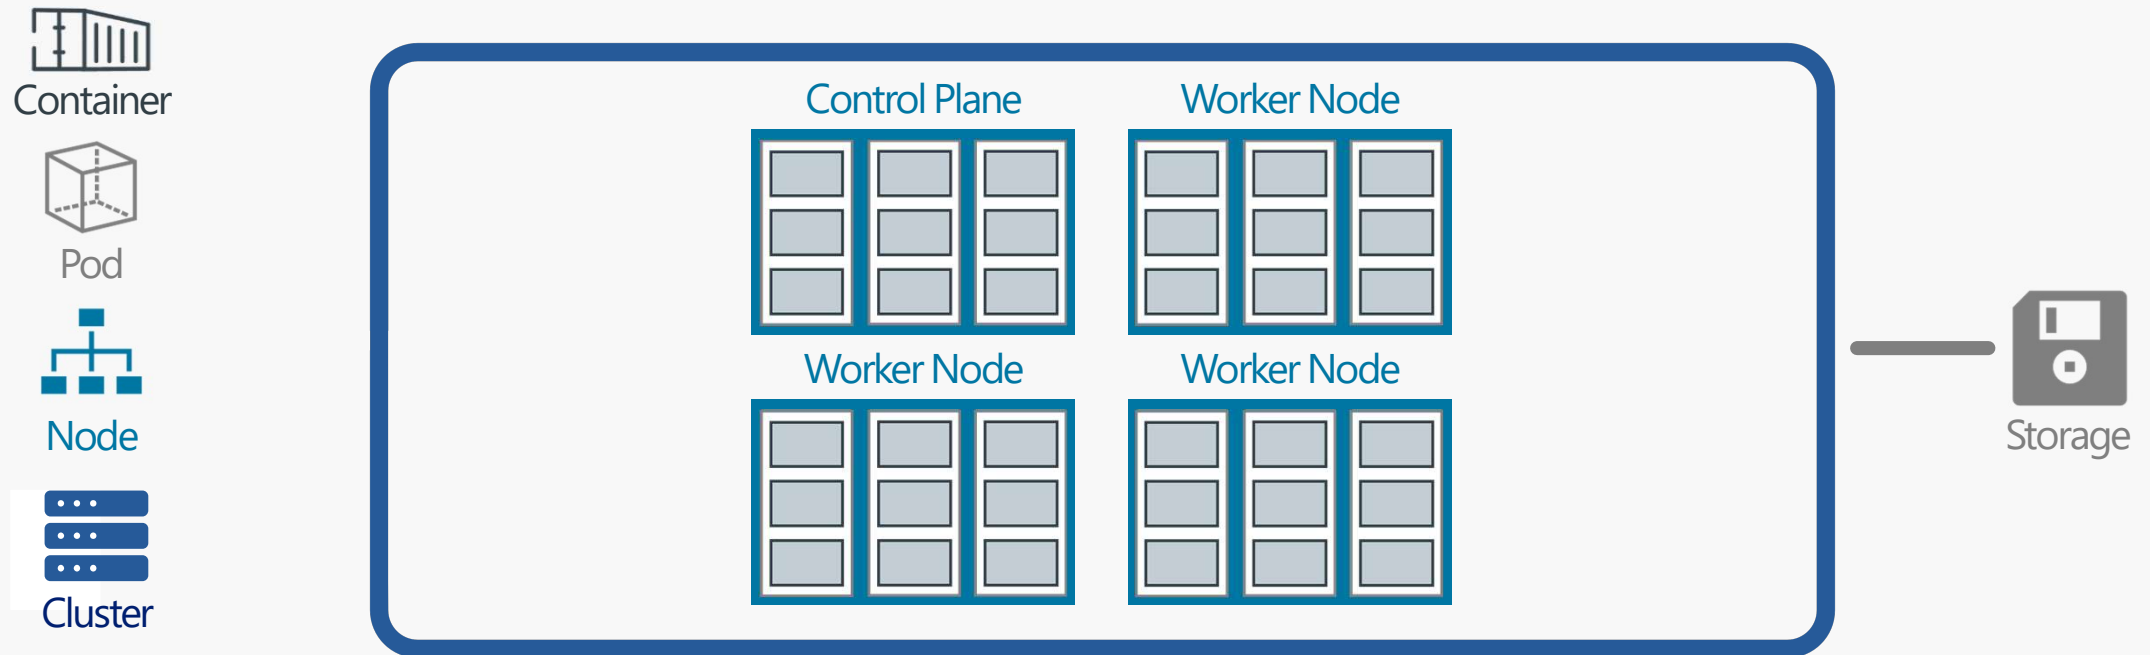 Container
Pod
Node
Cluster
Control Plane
Worker Node
Worker Node
Worker Node
Storage